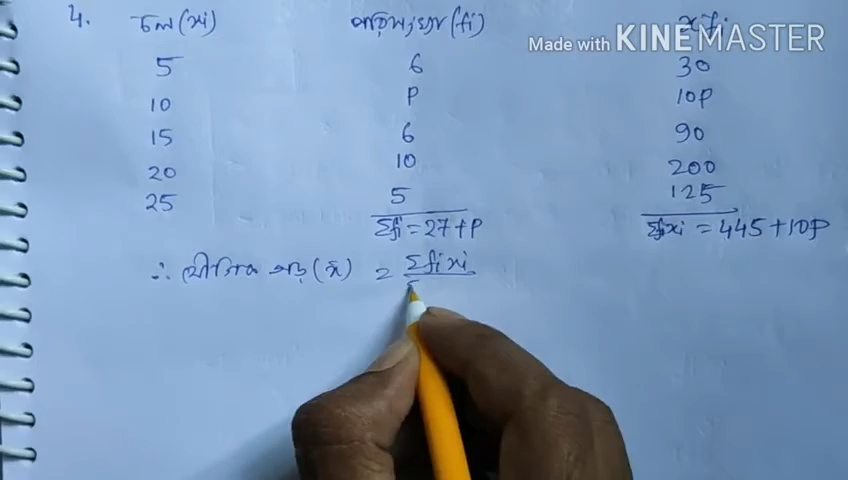 4. চল (xi) পরিসংখ্যা (fi) xifi
Made with KINEMASTER
5 6 30
10 P 10P
15 6 90
20 10 200
25 5 125
Σfi = 27+P Σfixi = 445+10P
∴ যৌগিক গড় (x̄) = Σfixi